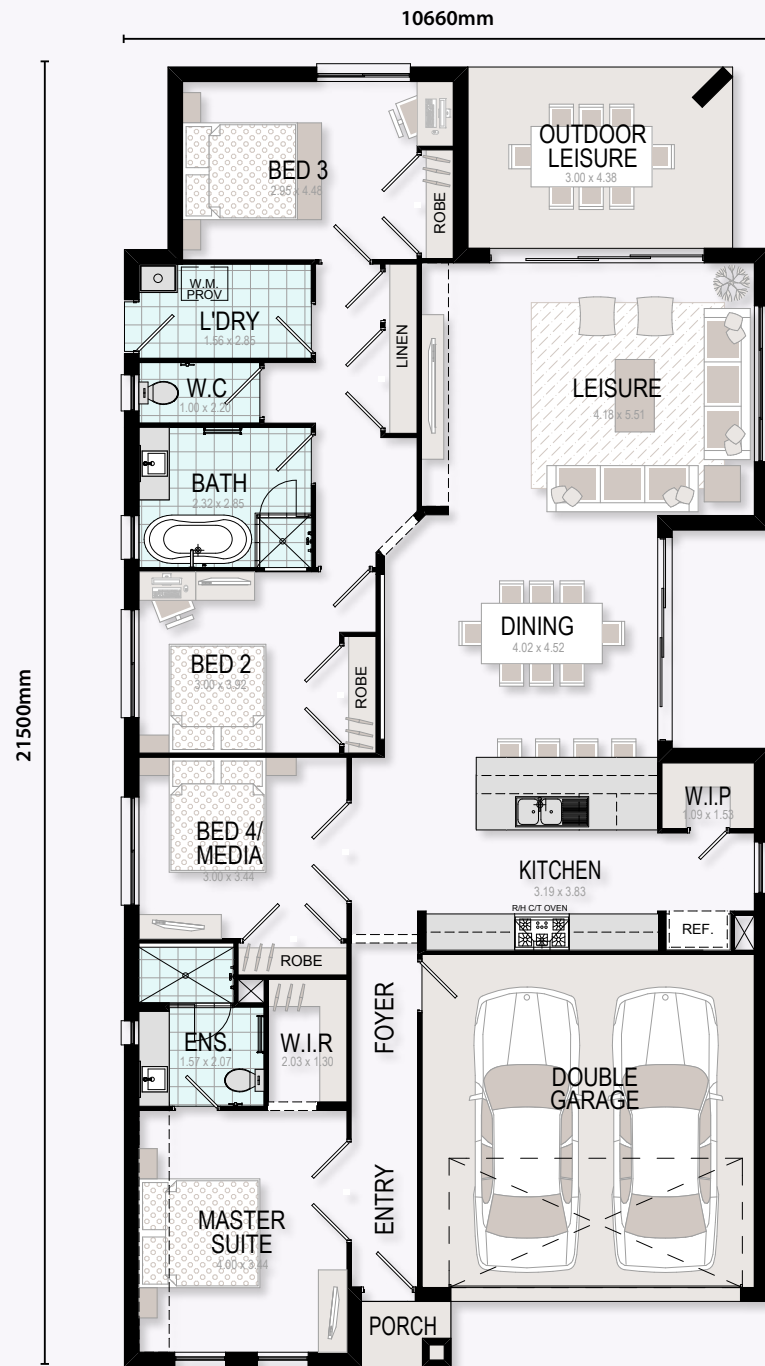 10660mm
21500mm
OUTDOOR
LEISURE
3.00 x 4.38
BED 3
2.95 x 4.48
ROBE
W.M.
PROV
L'DRY
1.56 x 2.85
LINEN
W.C
1.00 x 2.20
LEISURE
4.18 x 5.51
BATH
2.32 x 2.85
DINING
4.02 x 4.52
BED 2
3.00 x 3.92
ROBE
W.I.P
1.09 x 1.53
BED 4/
MEDIA
3.00 x 3.44
KITCHEN
3.19 x 3.83
R/H C/T OVEN
REF.
ROBE
FOYER
ENS.
1.57 x 2.07
W.I.R
2.03 x 1.30
DOUBLE
GARAGE
ENTRY
MASTER
SUITE
4.00 x 3.44
PORCH